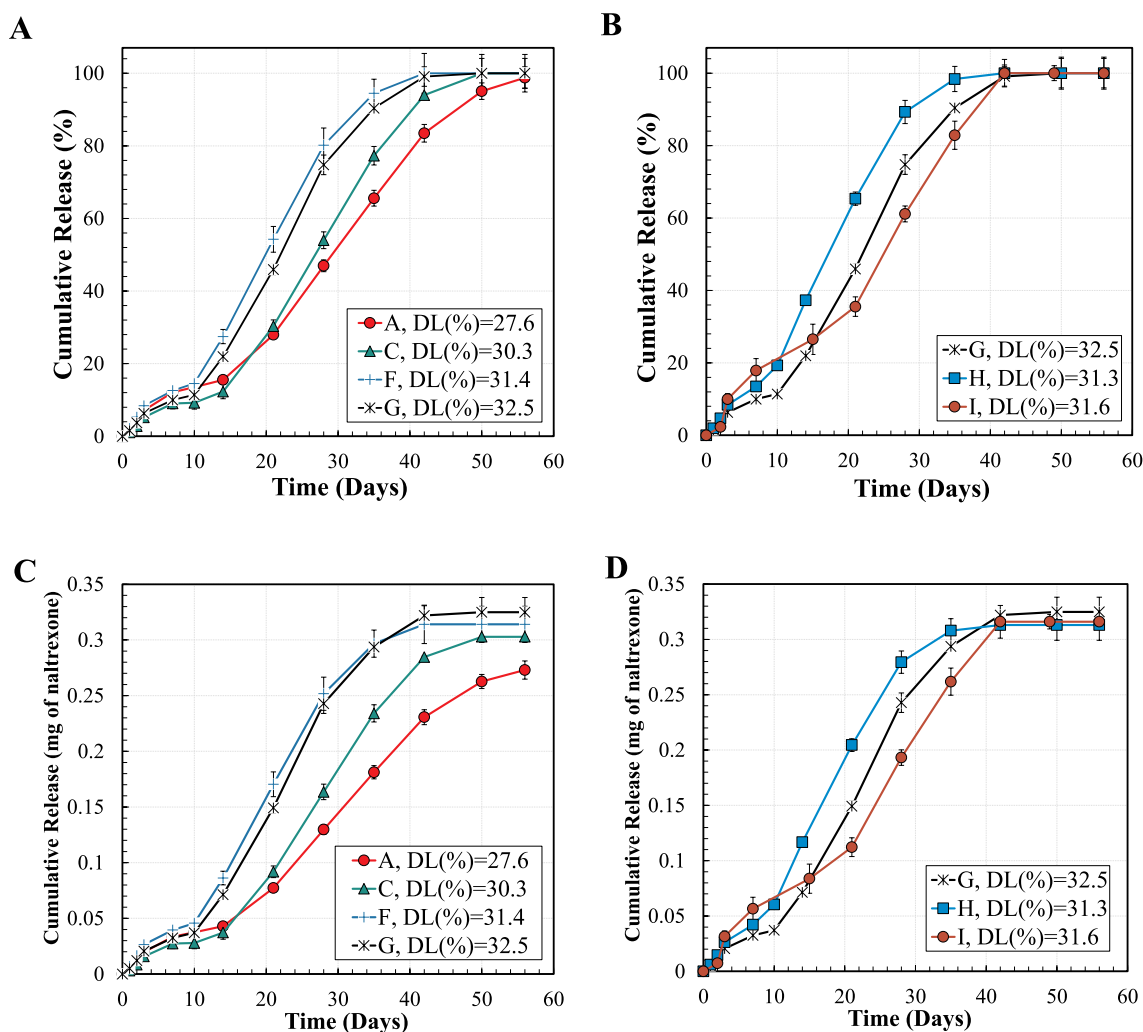 A
Cumulative Release (%)
100
80
60
40
20
0
0 10 20 30 40 50 60
Time (Days)
A, DL(%)=27.6
C, DL(%)=30.3
F, DL(%)=31.4
G, DL(%)=32.5
B
Cumulative Release (%)
100
80
60
40
20
0
0 10 20 30 40 50 60
Time (Days)
G, DL(%)=32.5
H, DL(%)=31.3
I, DL(%)=31.6
C
Cumulative Release (mg of naltrexone)
0.35
0.3
0.25
0.2
0.15
0.1
0.05
0
0 10 20 30 40 50 60
Time (Days)
A, DL(%)=27.6
C, DL(%)=30.3
F, DL(%)=31.4
G, DL(%)=32.5
D
Cumulative Release (mg of naltrexone)
0.35
0.3
0.25
0.2
0.15
0.1
0.05
0
0 10 20 30 40 50 60
Time (Days)
G, DL(%)=32.5
H, DL(%)=31.3
I, DL(%)=31.6